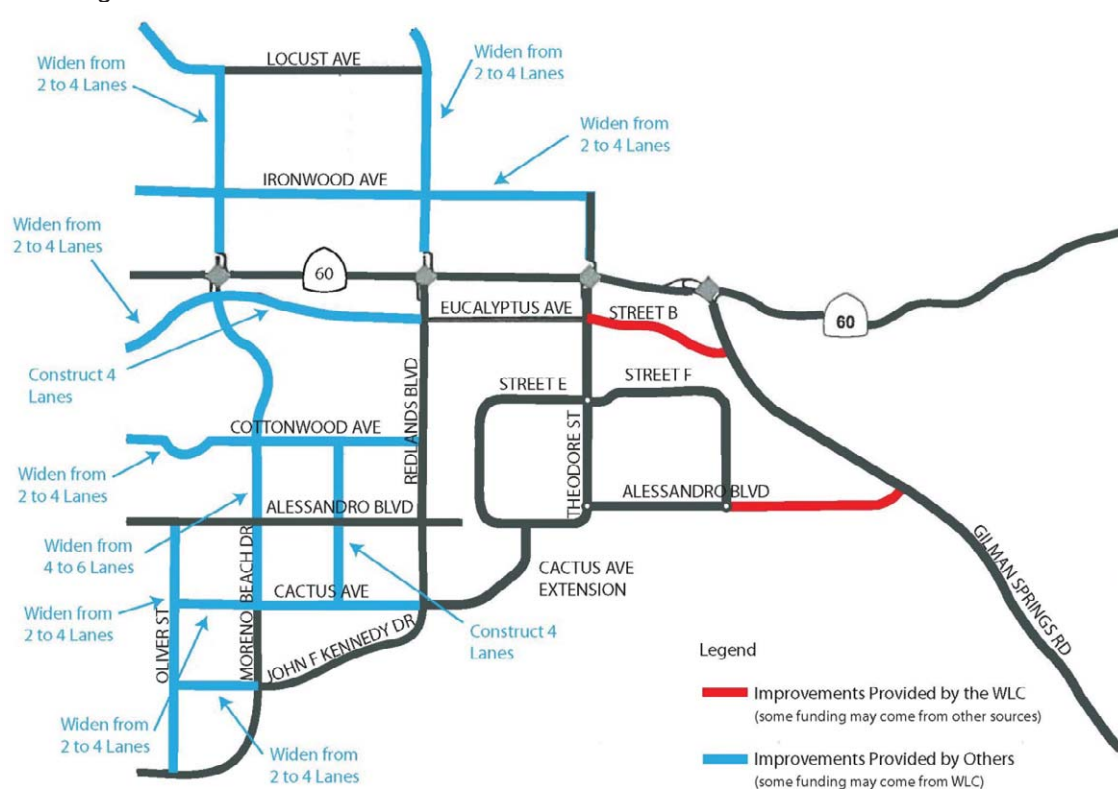 Widen from
2 to 4 Lanes
LOCUST AVE
Widen from
2 to 4 Lanes
Widen from
2 to 4 Lanes
IRONWOOD AVE
Widen from
2 to 4 Lanes
60
EUCALYPTUS AVE
STREET B
60
Construct 4
Lanes
REDLANDS BLVD
STREET E
STREET F
THEODORE ST
COTTONWOOD AVE
Widen from
2 to 4 Lanes
ALESSANDRO BLVD
ALESSANDRO BLVD
Widen from
4 to 6 Lanes
MORENO BEACH DR
CACTUS AVE
CACTUS AVE
EXTENSION
GILMAN SPRINGS RD
Widen from
2 to 4 Lanes
OLIVER ST
JOHN F KENNEDY DR
Construct 4
Lanes
Widen from
2 to 4 Lanes
Widen from
2 to 4 Lanes
Legend
Improvements Provided by the WLC
(some funding may come from other sources)
Improvements Provided by Others
(some funding may come from WLC)